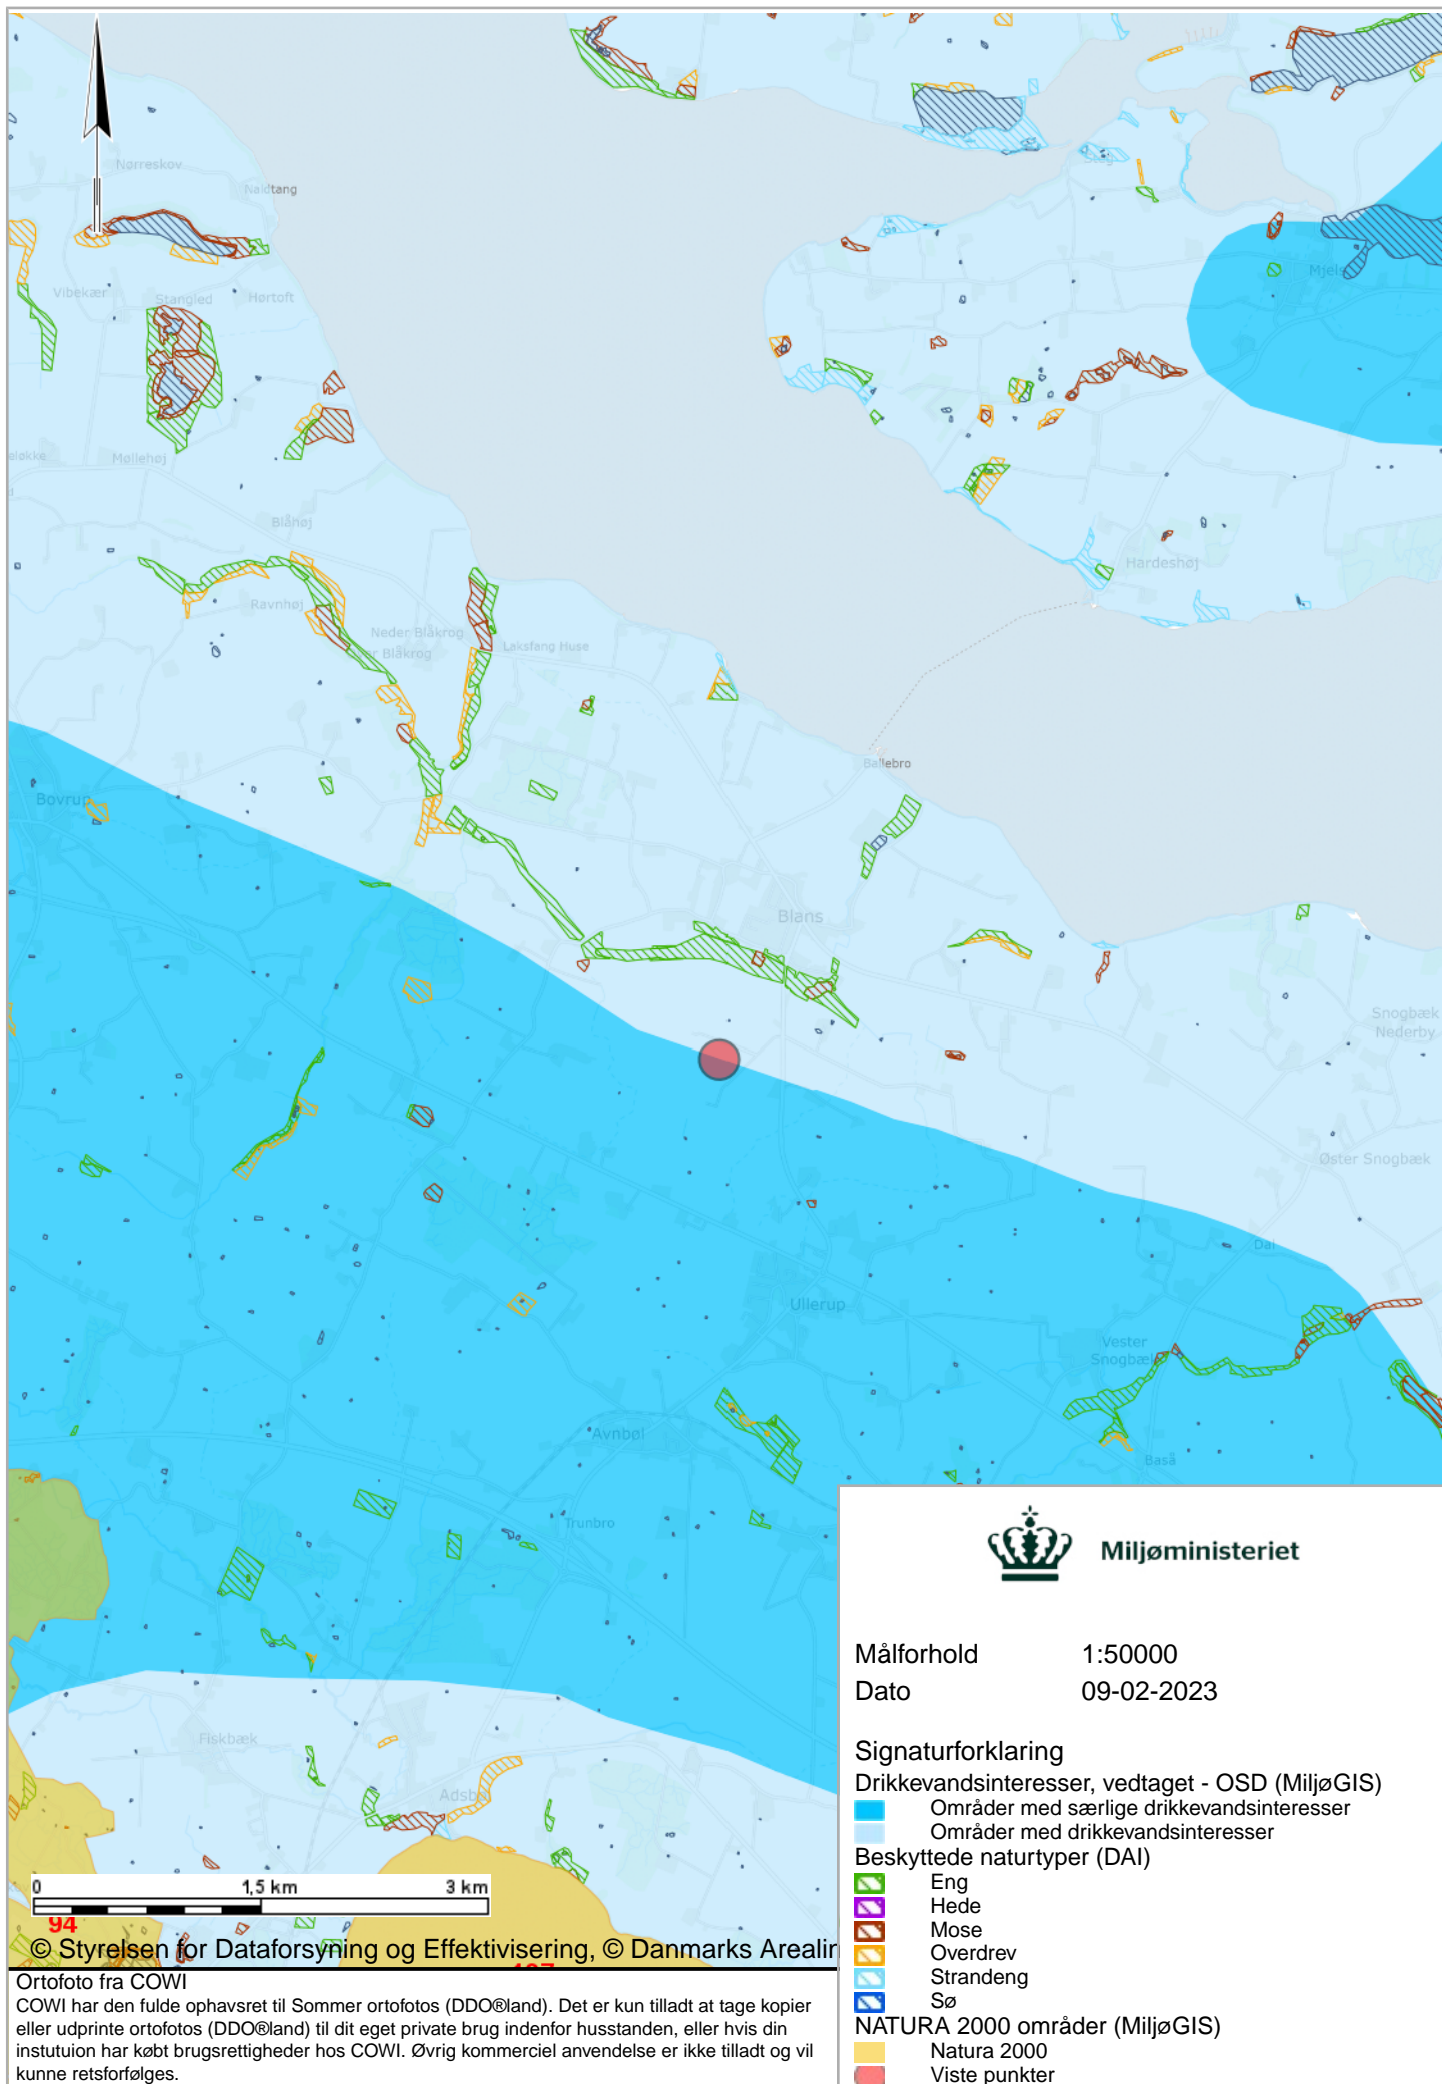 Nørreskov
Naldtang
Vibekær
Stangled
Hørtoft
Mjels
eløkke
Møllehøj
Blåhøj
Hardeshøj
Ravnhøj
Neder Blåkrog
Blåkrog
Laksfang Huse
Ballebro
Bovrup
Blans
Snogbæk
Nederby
Øster Snogbæk
Ullerup
Vester
Snogbæk
Avnbøl
Baså
Trunbro
Fiskbæk
0 1,5 km 3 km
94
© Styrelsen for Dataforsyning og Effektivisering, © Danmarks Arealin
Ortofoto fra COWI
COWI har den fulde ophavsret til Sommer ortofotos (DDO®land). Det er kun tilladt at tage kopier
eller udprinte ortofotos (DDO®land) til dit eget private brug indenfor husstanden, eller hvis din
instutuion har købt brugsrettigheder hos COWI. Øvrig kommerciel anvendelse er ikke tilladt og vil
kunne retsforfølges.
Miljøministeriet
Målforhold 1:50000
Dato 09-02-2023
Signaturforklaring
Drikkevandsinteresser, vedtaget - OSD (MiljøGIS)
Områder med særlige drikkevandsinteresser
Områder med drikkevandsinteresser
Beskyttede naturtyper (DAI)
Eng
Hede
Mose
Overdrev
Strandeng
Sø
NATURA 2000 områder (MiljøGIS)
Natura 2000
Viste punkter